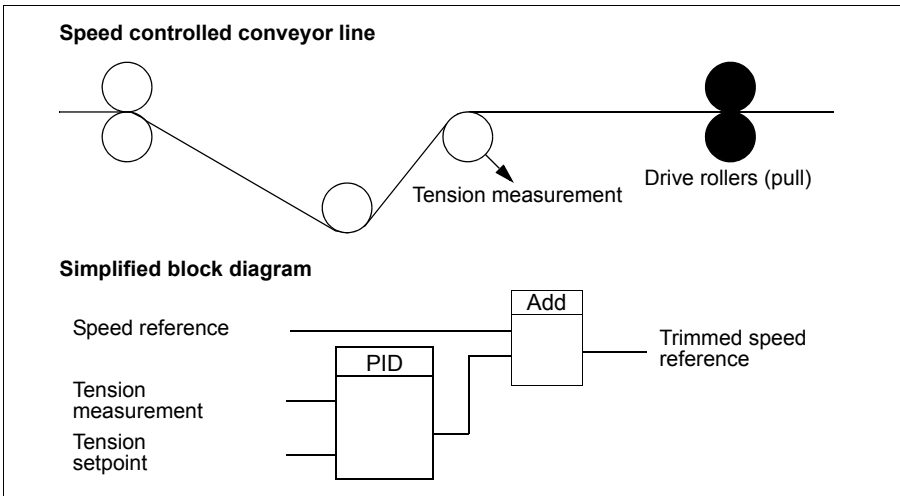 Speed controlled conveyor line
Tension measurement
Drive rollers (pull)
Simplified block diagram
Add
Speed reference
Trimmed speed
reference
PID
Tension
measurement
Tension
setpoint